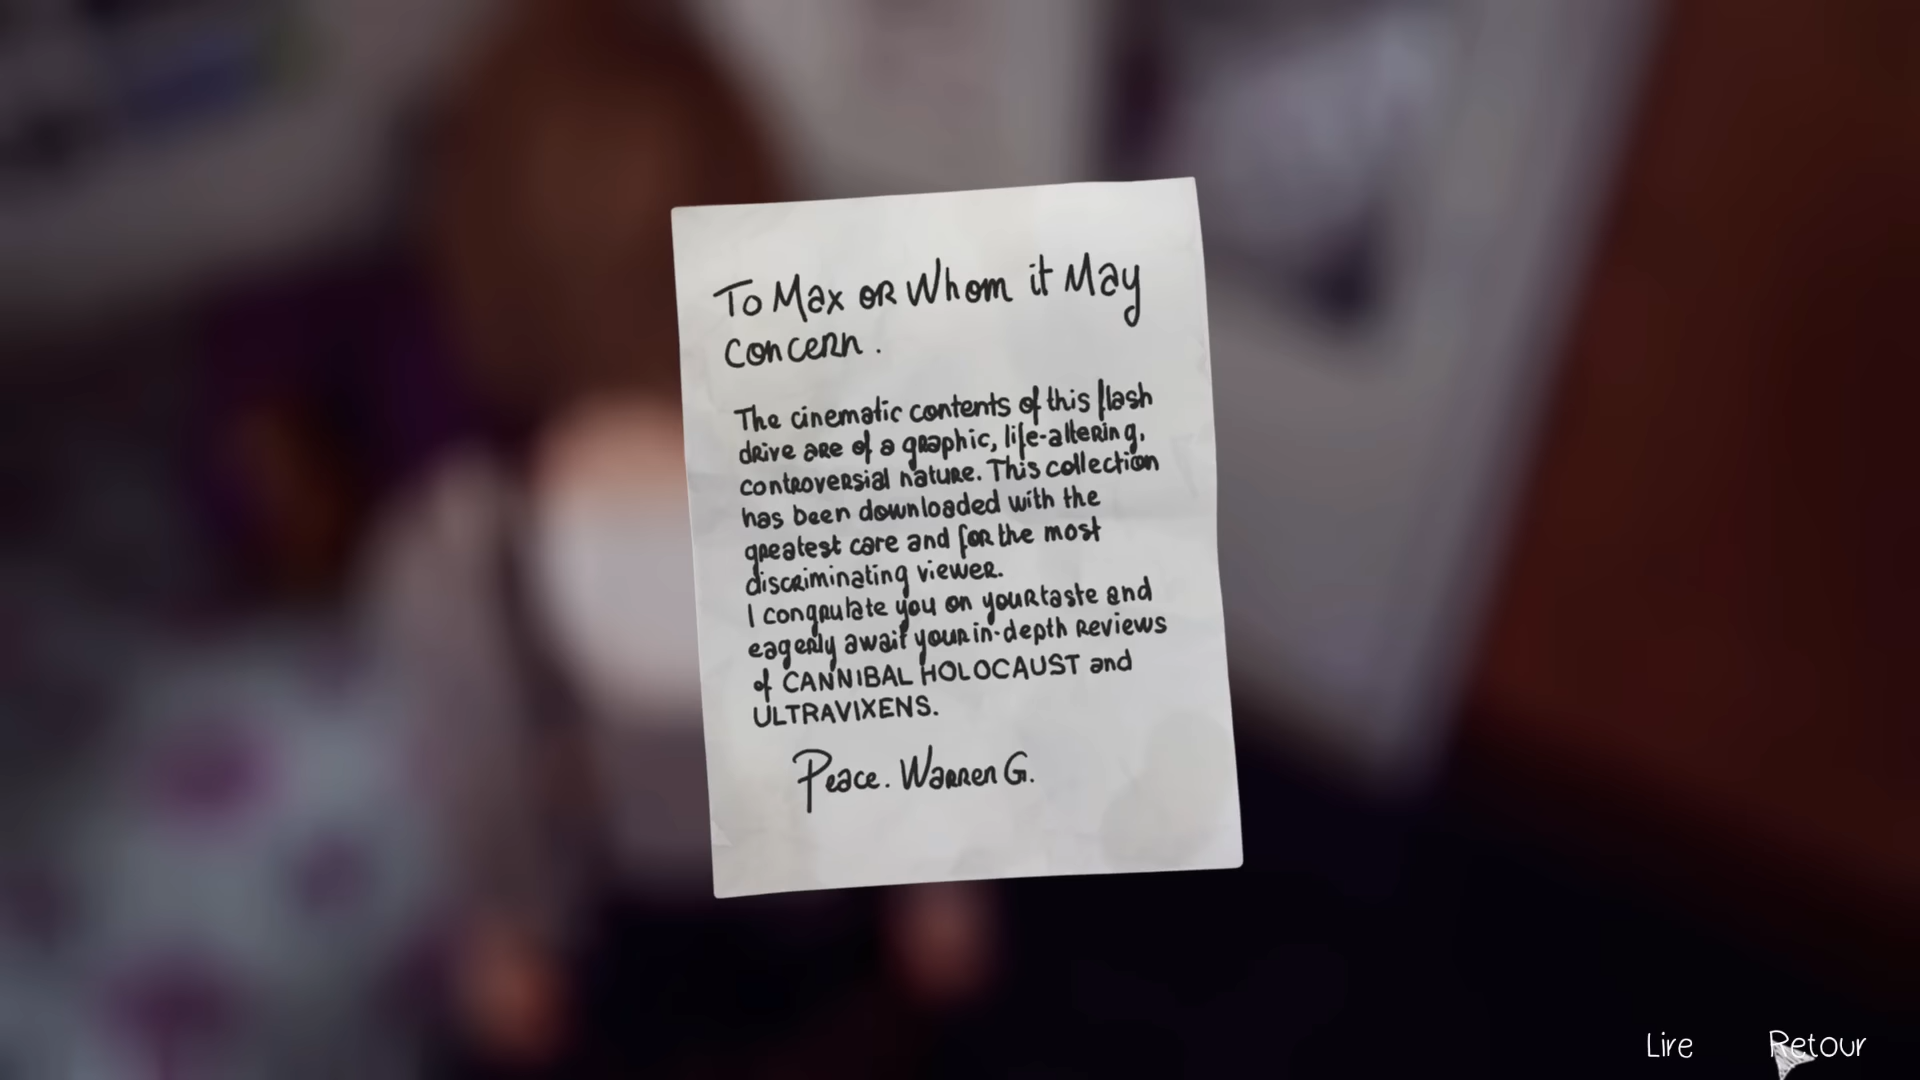 To Max or Whom it May
Concern.
The cinematic contents of this flash
drive are of a graphic, life-altering,
controversial nature. This collection
has been downloaded with the
greatest care and for the most
discriminating viewer.
I congrulate you on your taste and
eagerly await your in-depth reviews
of CANNIBAL HOLOCAUST and
ULTRAVIXENS.
Peace. Warren G.
Lire Retour